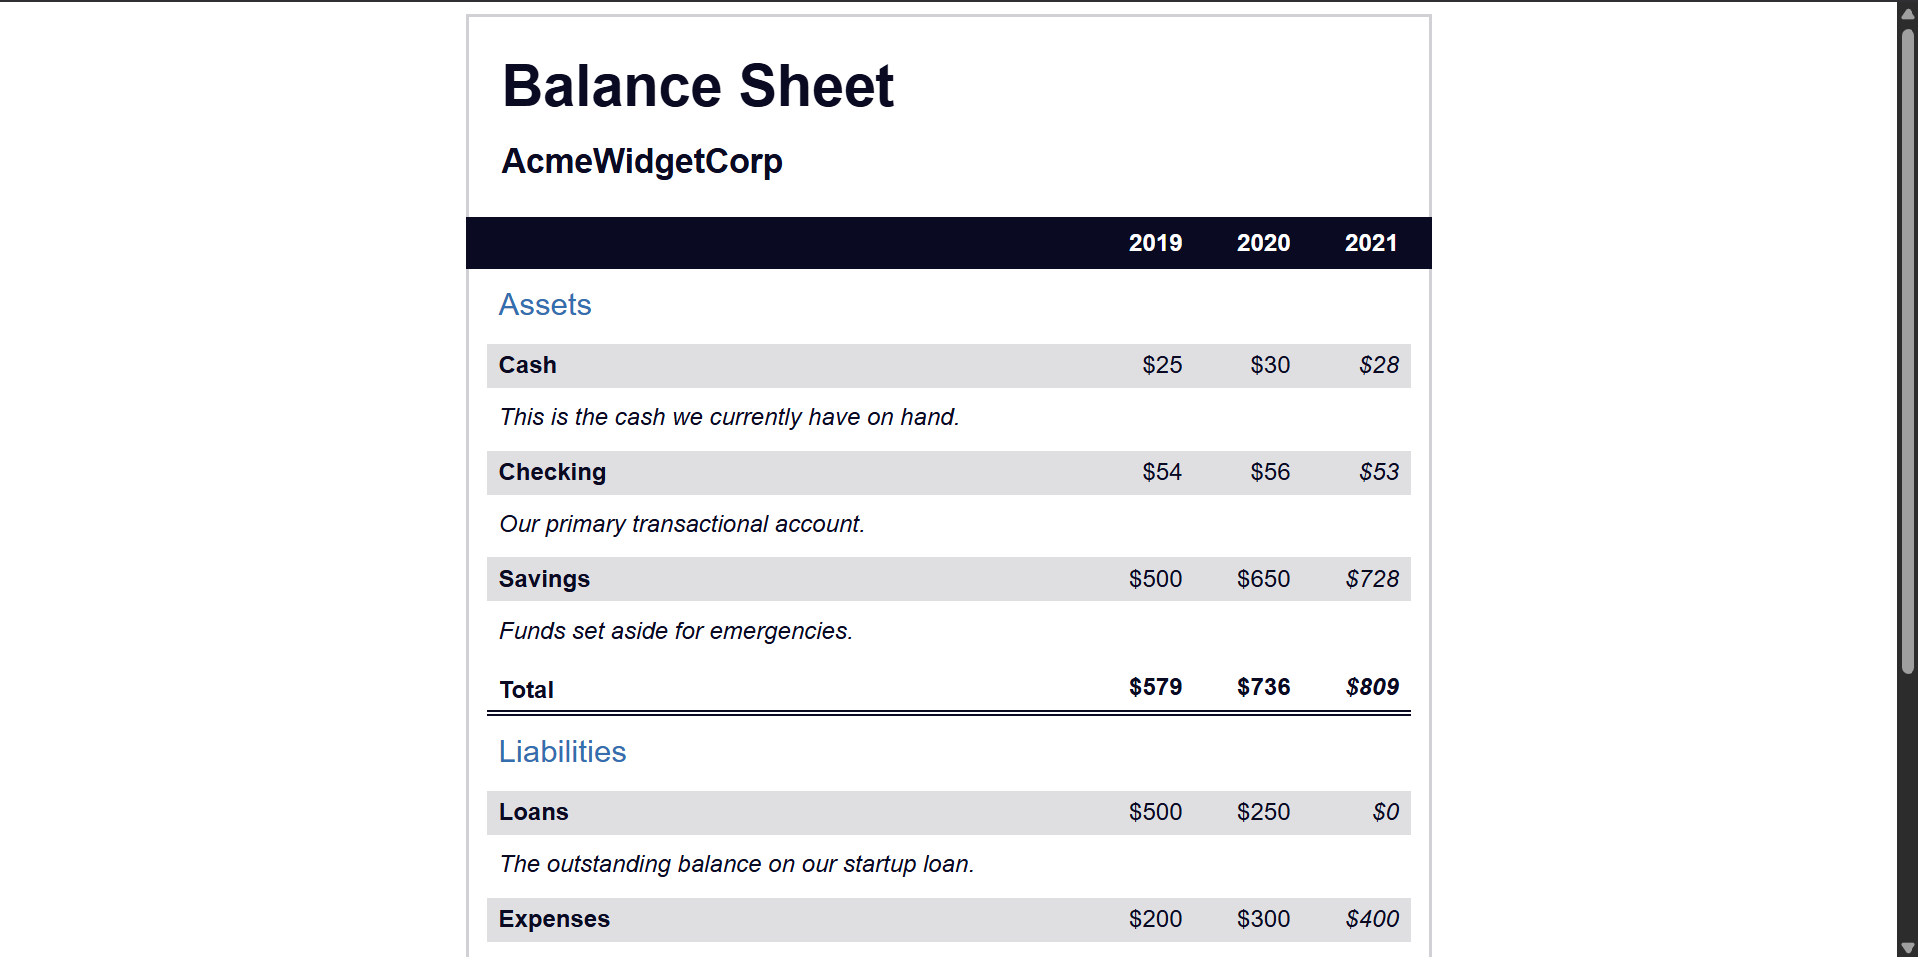 Balance Sheet
AcmeWidgetCorp
2019 2020 2021
Assets
Cash $25 $30 $28
This is the cash we currently have on hand.
Checking $54 $56 $53
Our primary transactional account.
Savings $500 $650 $728
Funds set aside for emergencies.
Total $579 $736 $809
Liabilities
Loans $500 $250 $0
The outstanding balance on our startup loan.
Expenses $200 $300 $400